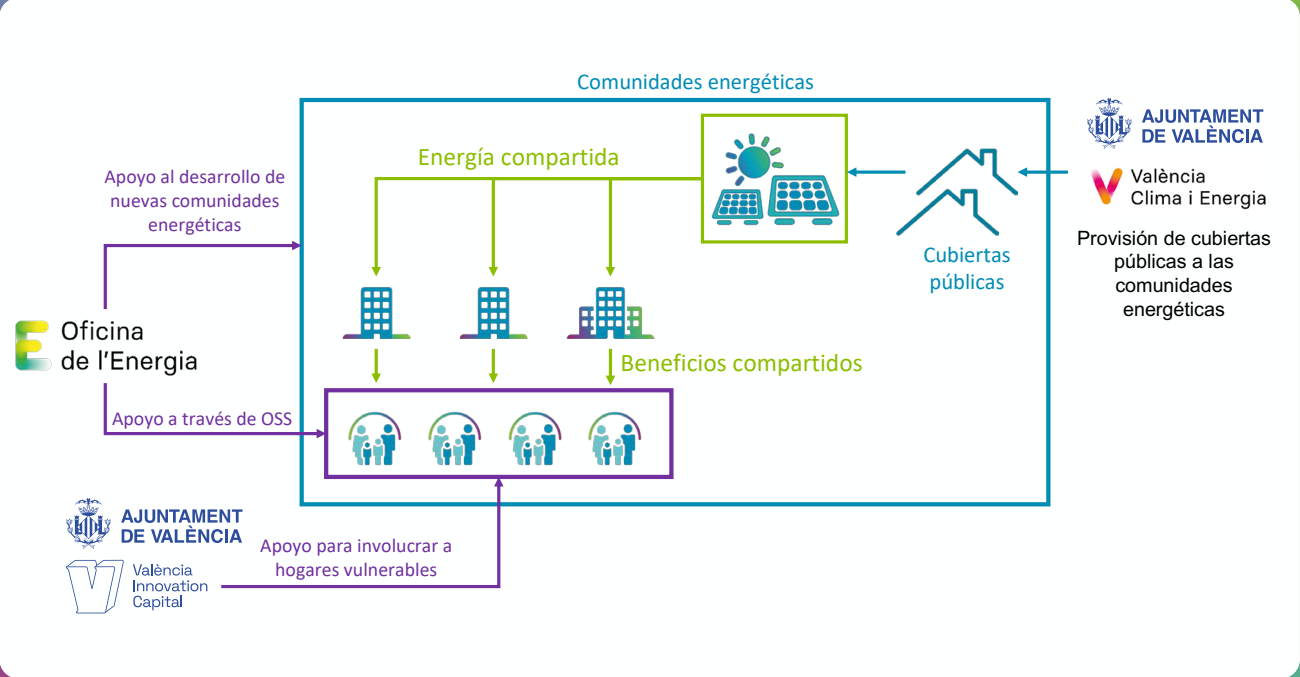 Comunidades energéticas
AJUNTAMENT
DE VALÈNCIA
València
Clima i Energia
Provisión de cubiertas
públicas a las
comunidades
energéticas
Energía compartida
Cubiertas
públicas
Apoyo al desarrollo de
nuevas comunidades
energéticas
Oficina
de l'Energia
Beneficios compartidos
Apoyo a través de OSS
AJUNTAMENT
DE VALÈNCIA
València
Innovation
Capital
Apoyo para involucrar a
hogares vulnerables